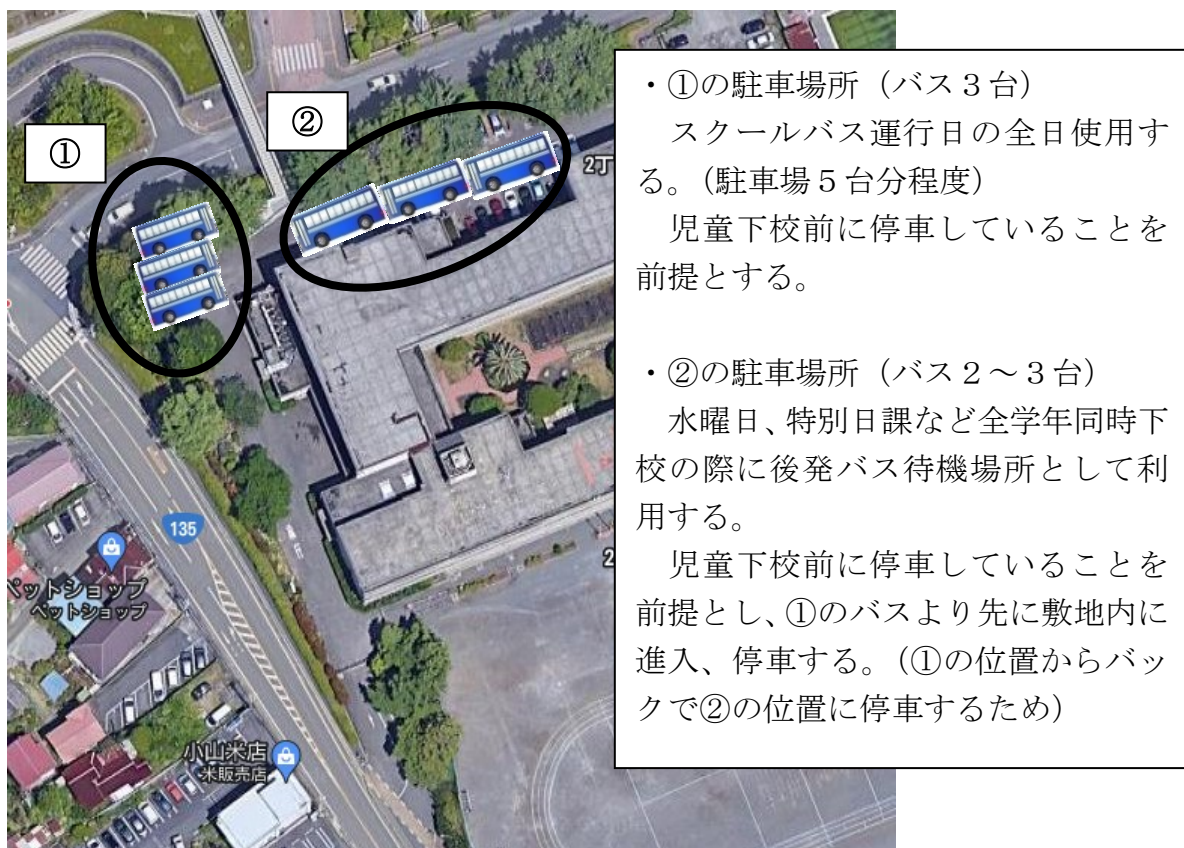 ①
②
2丁
135
ペットショップ
ペットショップ
小山米店
米販売店
2
・①の駐車場所（バス３台）
　スクールバス運行日の全日使用す
る。（駐車場５台分程度）
　児童下校前に停車していることを
前提とする。
・②の駐車場所（バス２～３台）
　水曜日、特別日課など全学年同時下
校の際に後発バス待機場所として利
用する。
　児童下校前に停車していることを
前提とし、①のバスより先に敷地内に
進入、停車する。（①の位置からバッ
クで②の位置に停車するため）